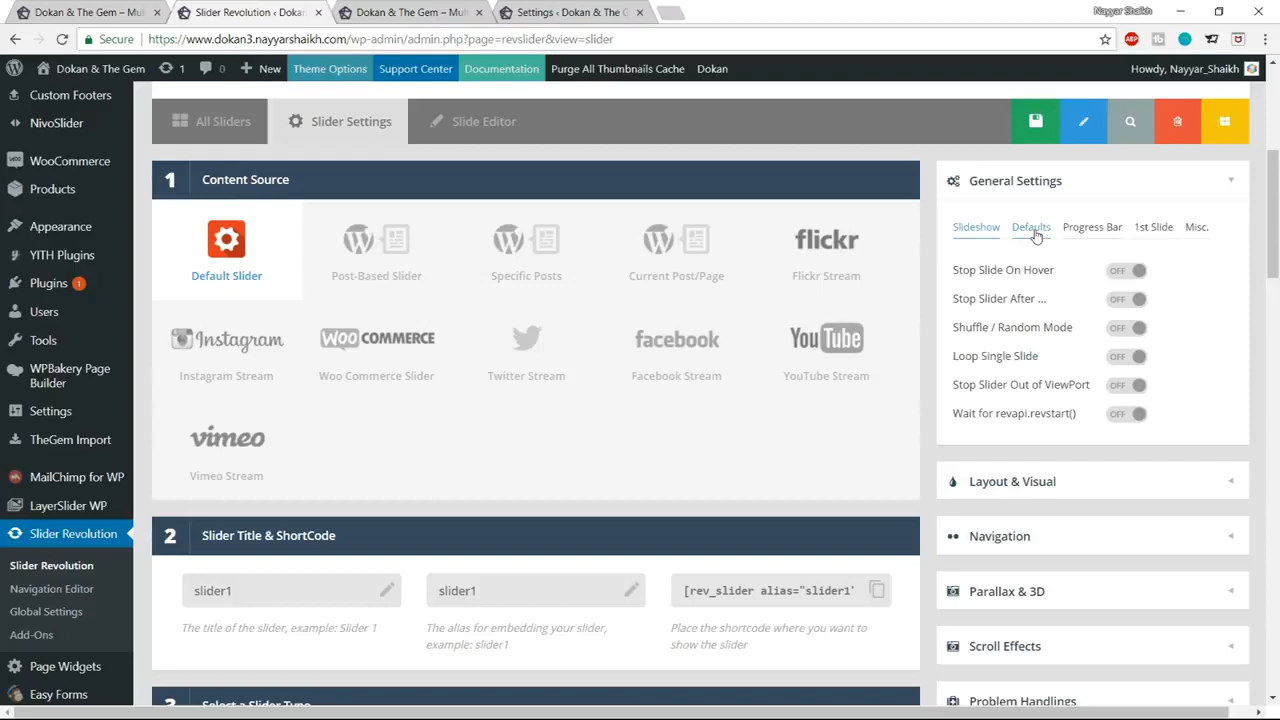 Dokan & The Gem – Mul
Slider Revolution ‹ Dokan
Dokan & The Gem – Mult
Settings ‹ Dokan & The G
Nayyar Shaikh
Secure
https://www.dokan3.nayyarshaikh.com/wp-admin/admin.php?page=revslider&view=slider
ABP
Dokan & The Gem
1
0
New
Theme Options
Support Center
Documentation
Purge All Thumbnails Cache
Dokan
Howdy, Nayyar_Shaikh
Custom Footers
NivoSlider
WooCommerce
Products
Appearance
YITH Plugins
Plugins 1
Users
Tools
WPBakery Page
Builder
Settings
TheGem Import
MailChimp for WP
LayerSlider WP
Slider Revolution
Slider Revolution
Navigation Editor
Global Settings
Add-Ons
Page Widgets
Easy Forms
All Sliders
Slider Settings
Slide Editor
1
Content Source
Default Slider
Post-Based Slider
Specific Posts
Current Post/Page
flickr
Flickr Stream
Instagram
Instagram Stream
WOO COMMERCE
Woo Commerce Slider
Twitter Stream
facebook
Facebook Stream
YouTube
YouTube Stream
vimeo
Vimeo Stream
2
Slider Title & ShortCode
slider1
slider1
[rev_slider alias="slider1"
The title of the slider, example: Slider 1
The alias for embedding your slider,
example: slider1
Place the shortcode where you want to
show the slider
3
Select a Slider Type
General Settings
Slideshow
Defaults
Progress Bar
1st Slide
Misc.
Stop Slide On Hover
OFF
Stop Slider After ...
OFF
Shuffle / Random Mode
OFF
Loop Single Slide
OFF
Stop Slider Out of ViewPort
OFF
Wait for revapi.revstart()
OFF
Layout & Visual
Navigation
Parallax & 3D
Scroll Effects
Problem Handlings